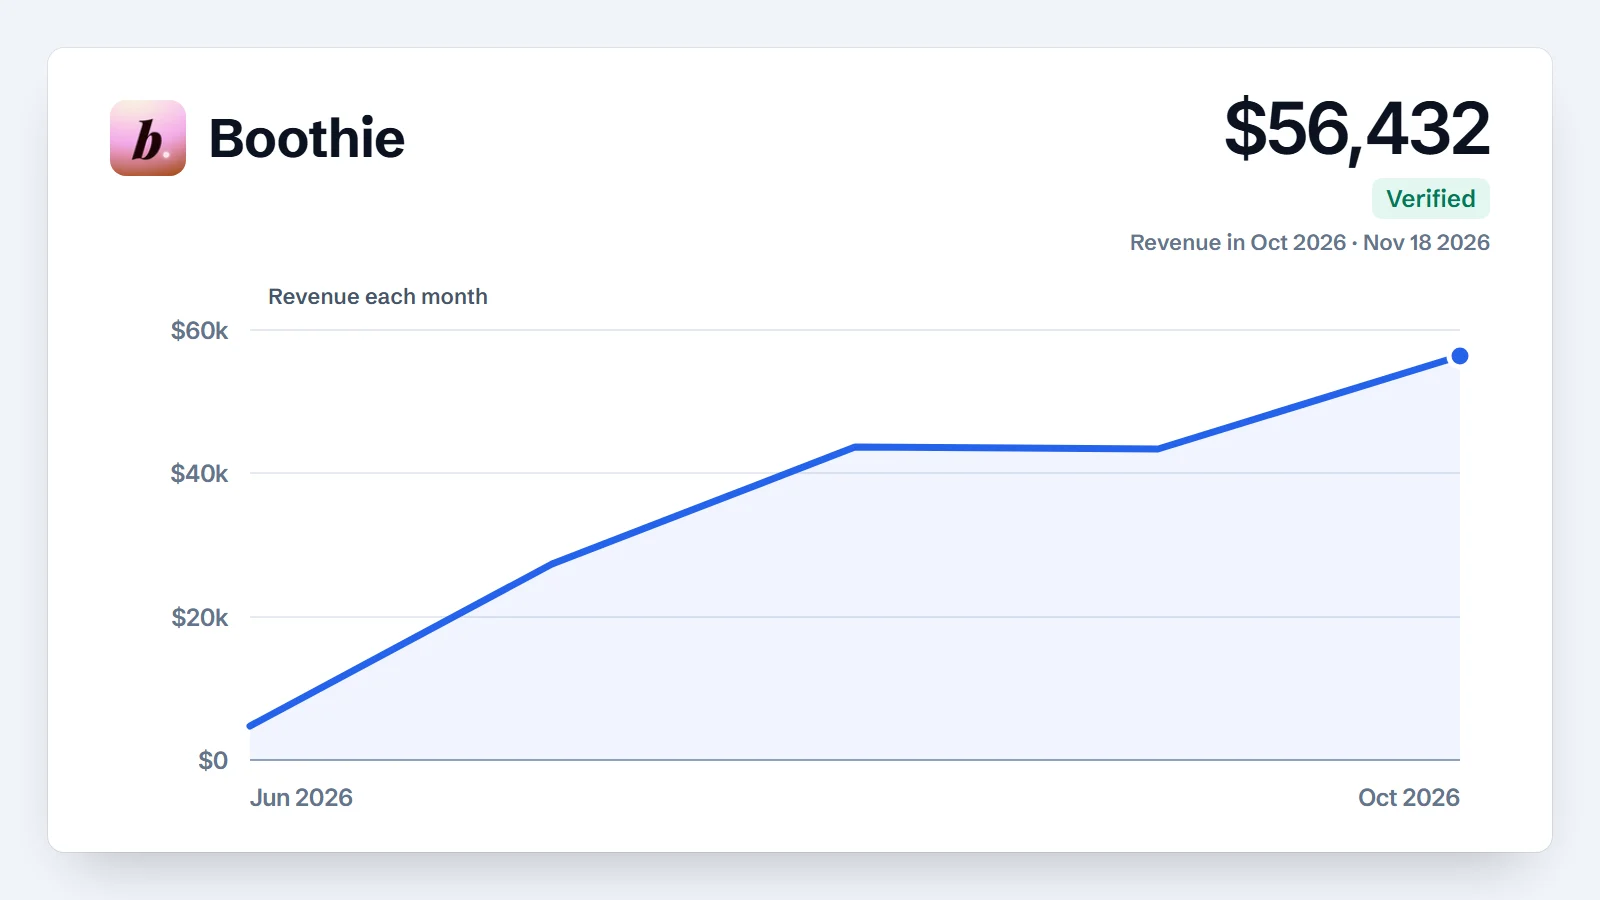 b.
Boothie
$56,432
Verified
Revenue in Oct 2026 · Nov 18 2026
Revenue each month
$60k
$40k
$20k
$0
Jun 2026
Oct 2026